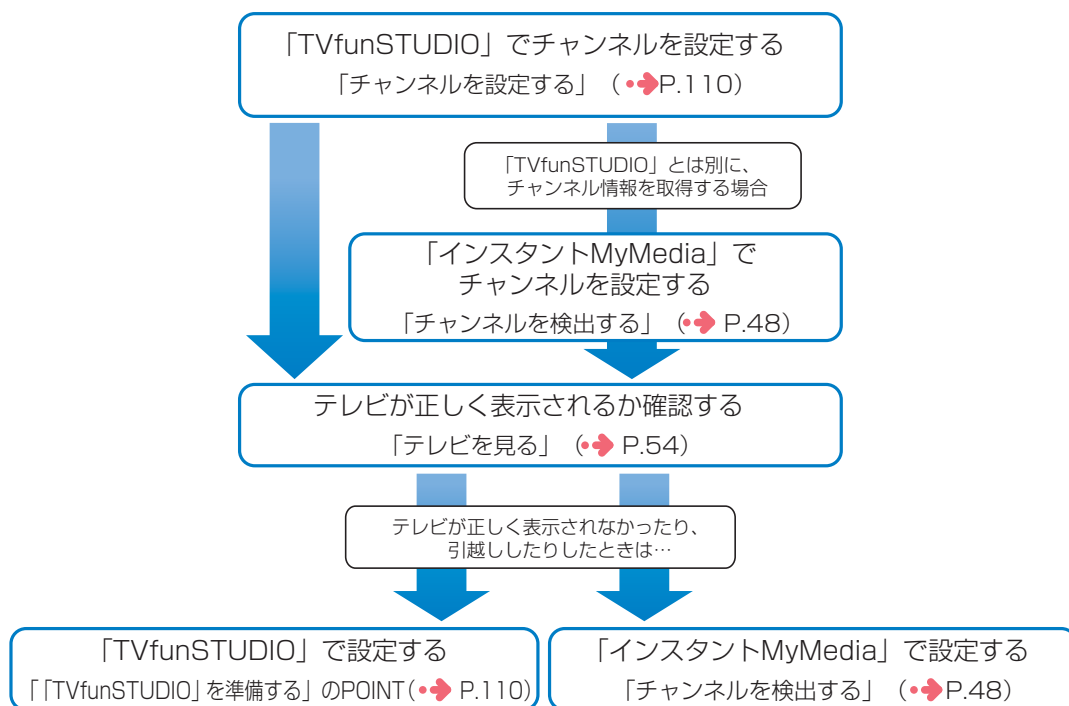 「TVfunSTUDIO」でチャンネルを設定する
「チャンネルを設定する」（P.110）
「TVfunSTUDIO」とは別に、
チャンネル情報を取得する場合
「インスタントMyMedia」で
チャンネルを設定する
「チャンネルを検出する」（P.48）
テレビが正しく表示されるか確認する
「テレビを見る」（P.54）
テレビが正しく表示されなかったり、
引越ししたりしたときは…
「TVfunSTUDIO」で設定する
「「TVfunSTUDIO」を準備する」のPOINT（P.110）
「インスタントMyMedia」で設定する
「チャンネルを検出する」（P.48）